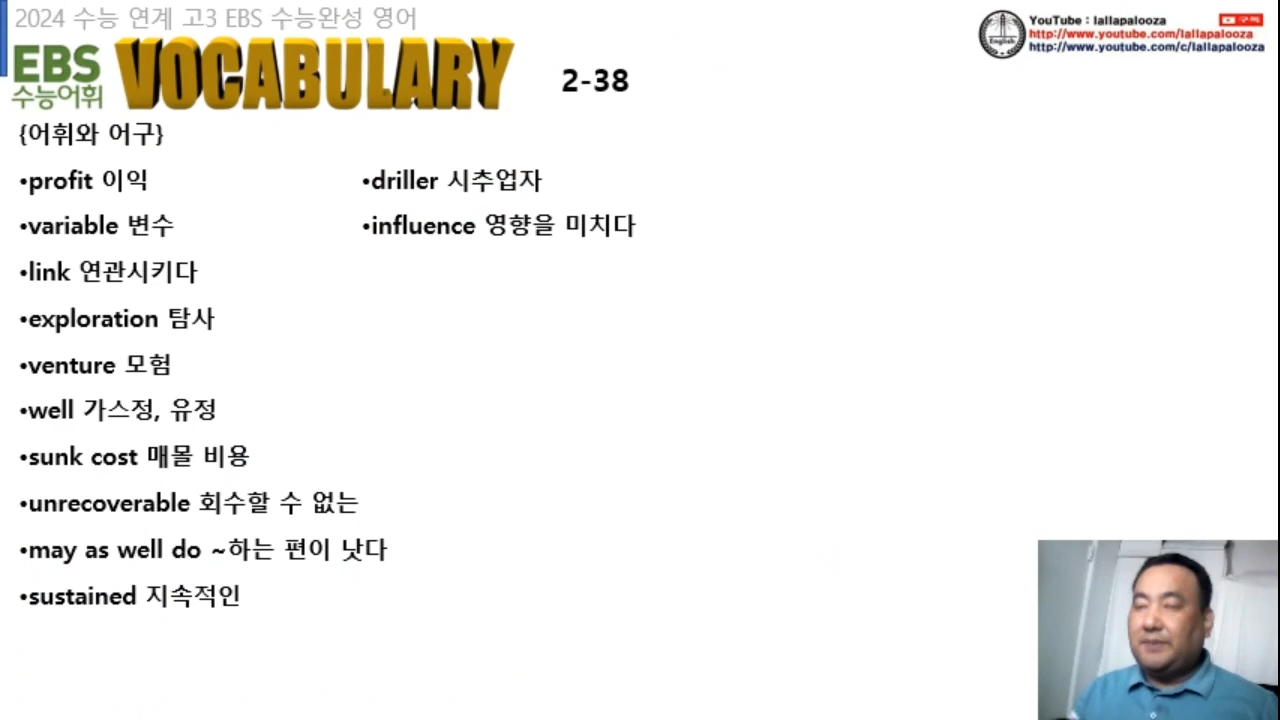 2024 수능 연계 고3 EBS 수능완성 영어
EBS
수능어휘
VOCABULARY
2-38
YouTube : lallapalooza
구독
http://www.youtube.com/lallapalooza
http://www.youtube.com/c/lallapalooza
English
{어휘와 어구}
•profit 이익
•variable 변수
•link 연관시키다
•exploration 탐사
•venture 모험
•well 가스정, 유정
•sunk cost 매몰 비용
•unrecoverable 회수할 수 없는
•may as well do ~하는 편이 낫다
•sustained 지속적인
•driller 시추업자
•influence 영향을 미치다